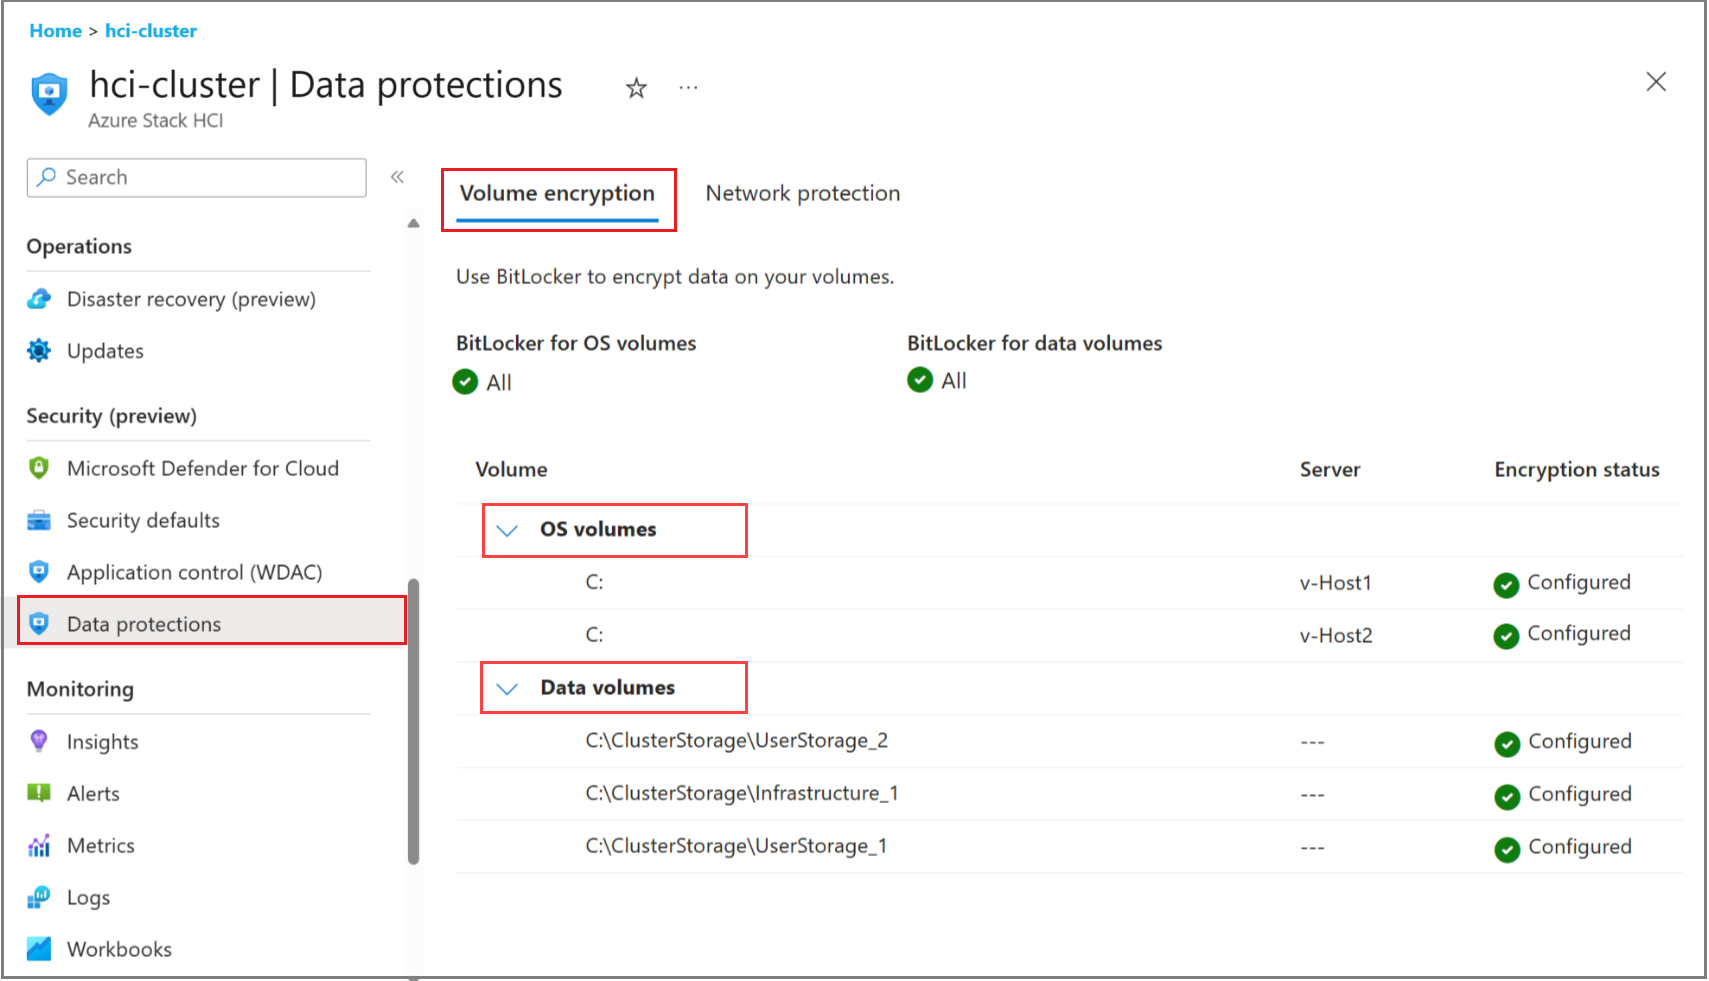 Home > hci-cluster
hci-cluster | Data protections
...
Azure Stack HCI
Search
«
Operations
Disaster recovery (preview)
Updates
Security (preview)
Microsoft Defender for Cloud
Security defaults
Application control (WDAC)
Data protections
Monitoring
Insights
Alerts
Metrics
Logs
Workbooks
Volume encryption Network protection
Use BitLocker to encrypt data on your volumes.
BitLocker for OS volumes BitLocker for data volumes
All All
Volume Server Encryption status
OS volumes
C: v-Host1 Configured
C: v-Host2 Configured
Data volumes
C:\ClusterStorage\UserStorage_2 --- Configured
C:\ClusterStorage\Infrastructure_1 --- Configured
C:\ClusterStorage\UserStorage_1 --- Configured